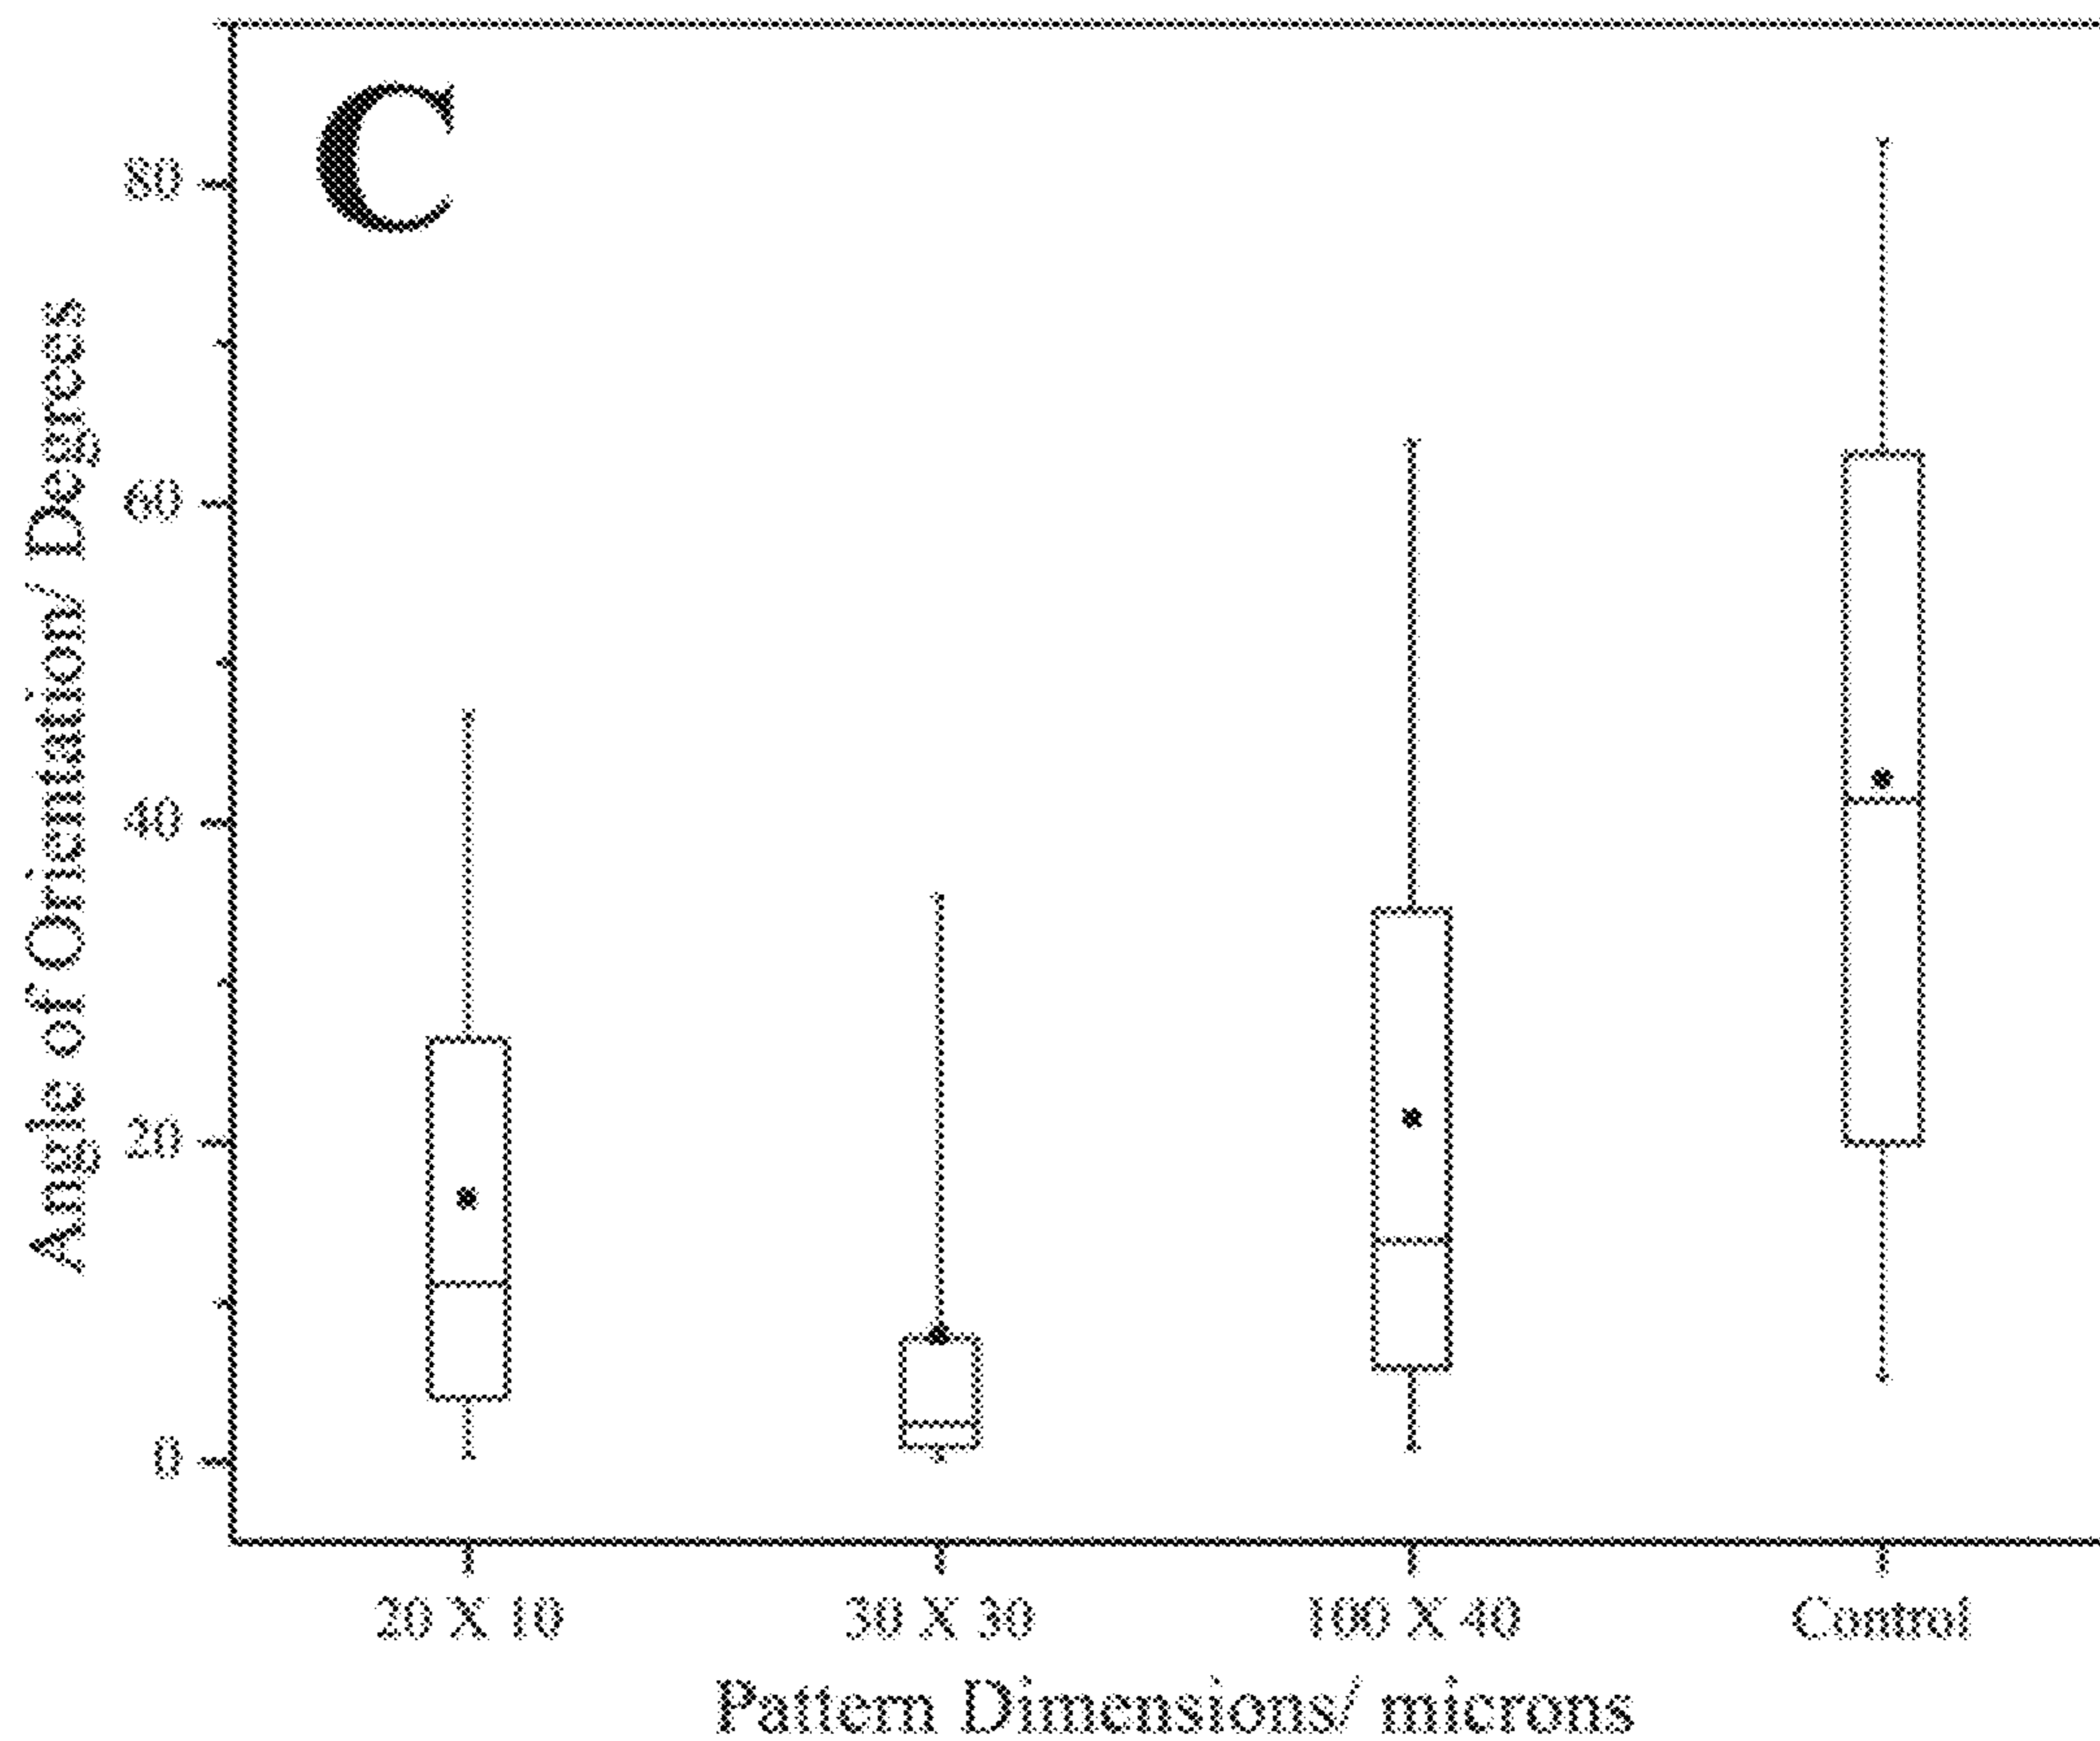 C
80
60
40
20
0
Angle of Orientation/ Degrees
20 X 10
30 X 30
100 X 40
Control
Pattern Dimensions/ microns